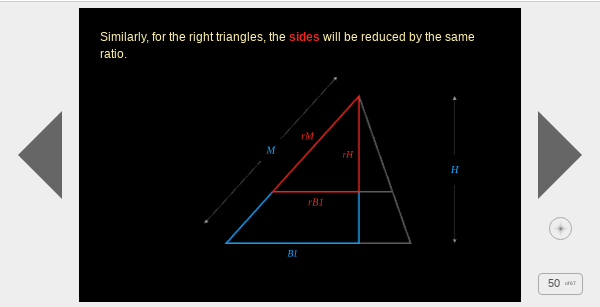 Similarly, for the right triangles, the sides will be reduced by the same
ratio.
rM
M
rH
H
rB1
B1
50 of 67